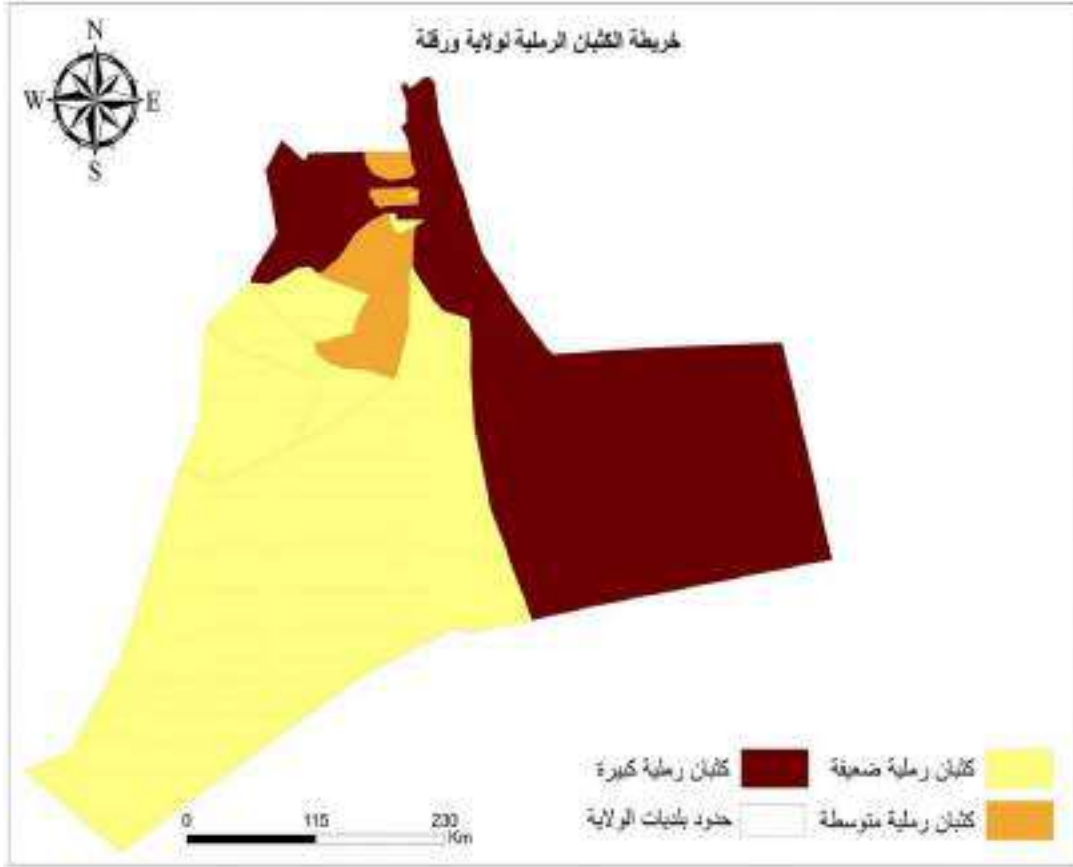 خريطة الكثبان الرملية لولاية ورقلة
N
W E
S
كثبان رملية ضعيفة
كثبان رملية كبيرة
كثبان رملية متوسطة
حدود بلديات الولاية
0 115 230
Km